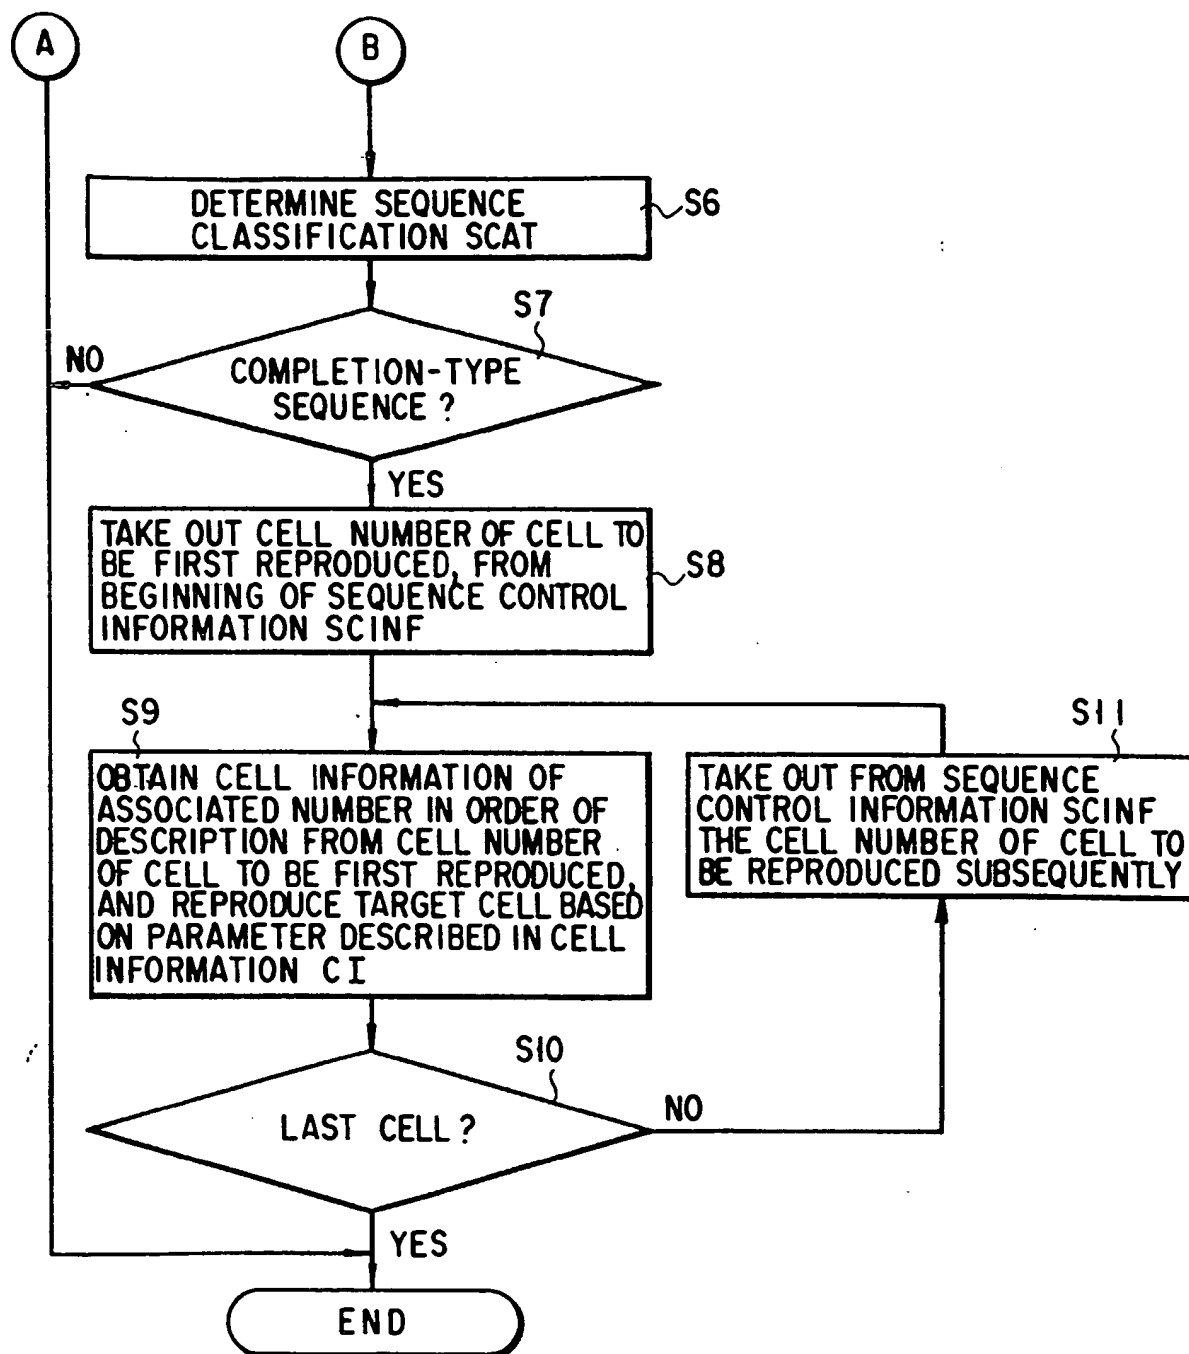 A
B
DETERMINE SEQUENCE
CLASSIFICATION SCAT
S6
S7
NO
COMPLETION-TYPE
SEQUENCE?
YES
TAKE OUT CELL NUMBER OF CELL TO
BE FIRST REPRODUCED, FROM
BEGINNING OF SEQUENCE CONTROL
INFORMATION SCINF
S8
S9
OBTAIN CELL INFORMATION OF
ASSOCIATED NUMBER IN ORDER OF
DESCRIPTION FROM CELL NUMBER
OF CELL TO BE FIRST REPRODUCED,
AND REPRODUCE TARGET CELL BASED
ON PARAMETER DESCRIBED IN CELL
INFORMATION CI
S11
TAKE OUT FROM SEQUENCE
CONTROL INFORMATION SCINF
THE CELL NUMBER OF CELL TO
BE REPRODUCED SUBSEQUENTLY
S10
LAST CELL?
NO
YES
END